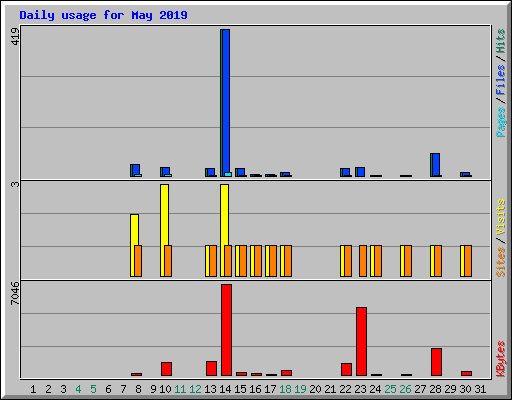 Daily usage for May 2019
419
3
7046
Pages / Files / Hits
Sites / Visits
KBytes
1 2 3 4 5 6 7 8 9 10 11 12 13 14 15 16 17 18 19 20 21 22 23 24 25 26 27 28 29 30 31